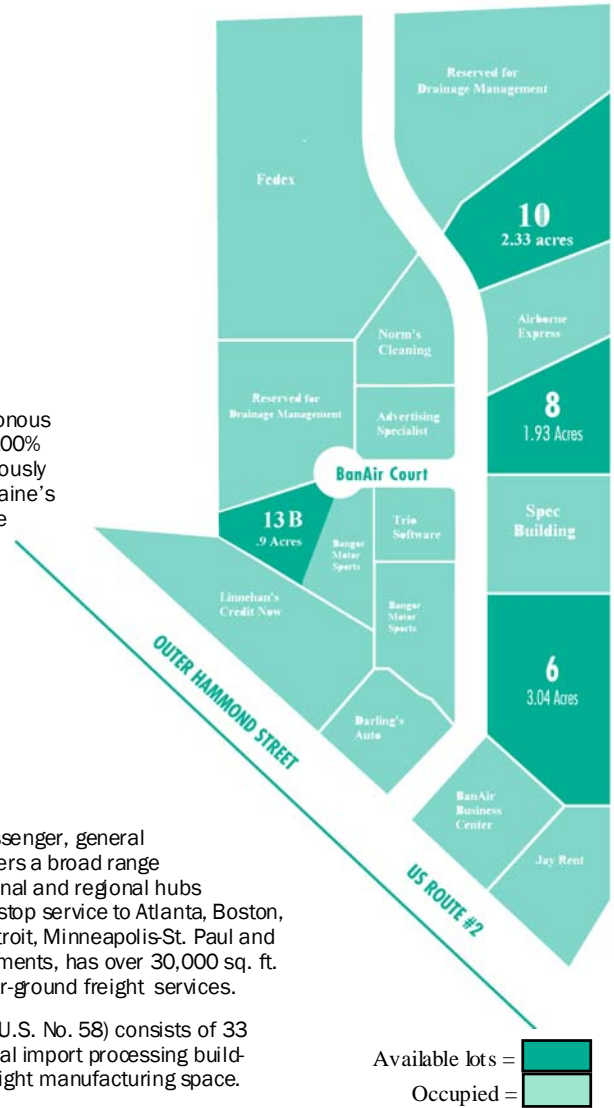 Reserved for
Drainage Management
Fedex
10
2.33 acres
Airborne
Express
Norm's
Cleaning
8
1.93 Acres
Reserved for
Drainage Management
Advertising
Specialist
BanAir Court
13B
.9 Acres
Bangor
Motor
Sports
Trio
Software
Spec
Building
Linnehan's
Credit Now
Bangor
Motor
Sports
6
3.04 Acres
OUTER HAMMOND STREET
Darling's
Auto
BanAir
Business
Center
Jay Rent
US ROUTE #2
onous
00%
ously
aine's
e
ssenger, general
ers a broad range
nal and regional hubs
stop service to Atlanta, Boston,
troit, Minneapolis-St. Paul and
ments, has over 30,000 sq. ft.
r-ground freight services.
U.S. No. 58) consists of 33
al import processing build-
ight manufacturing space.
Available lots =
Occupied =